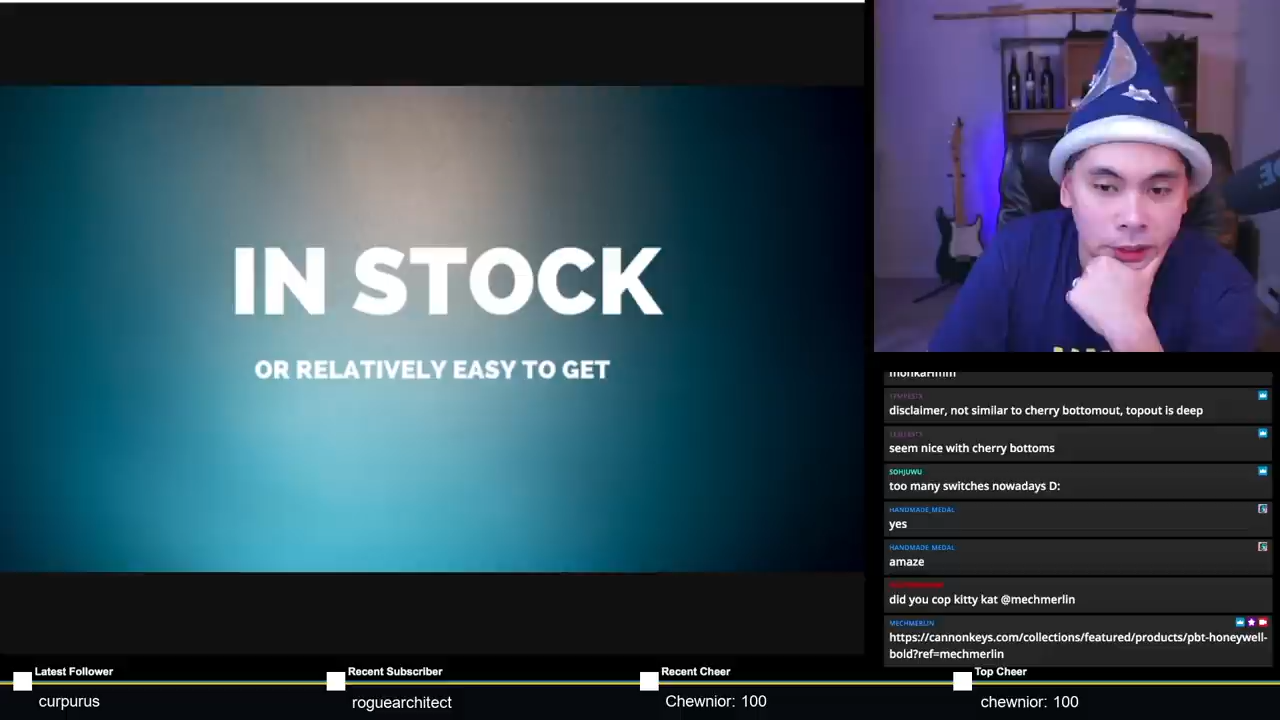 IN STOCK
OR RELATIVELY EASY TO GET
disclaimer, not similar to cherry bottomout, topout is deep
seem nice with cherry bottoms
SOHJUWU
too many switches nowadays D:
HANDMADE_MEDAL
yes
HANDMADE_MEDAL
amaze
did you cop kitty kat @mechmerlin
MECHMERLIN
https://cannonkeys.com/collections/featured/products/pbt-honeywell-
bold?ref=mechmerlin
Latest Follower
curpurus
Recent Subscriber
roguearchitect
Recent Cheer
Chewnior: 100
Top Cheer
chewnior: 100